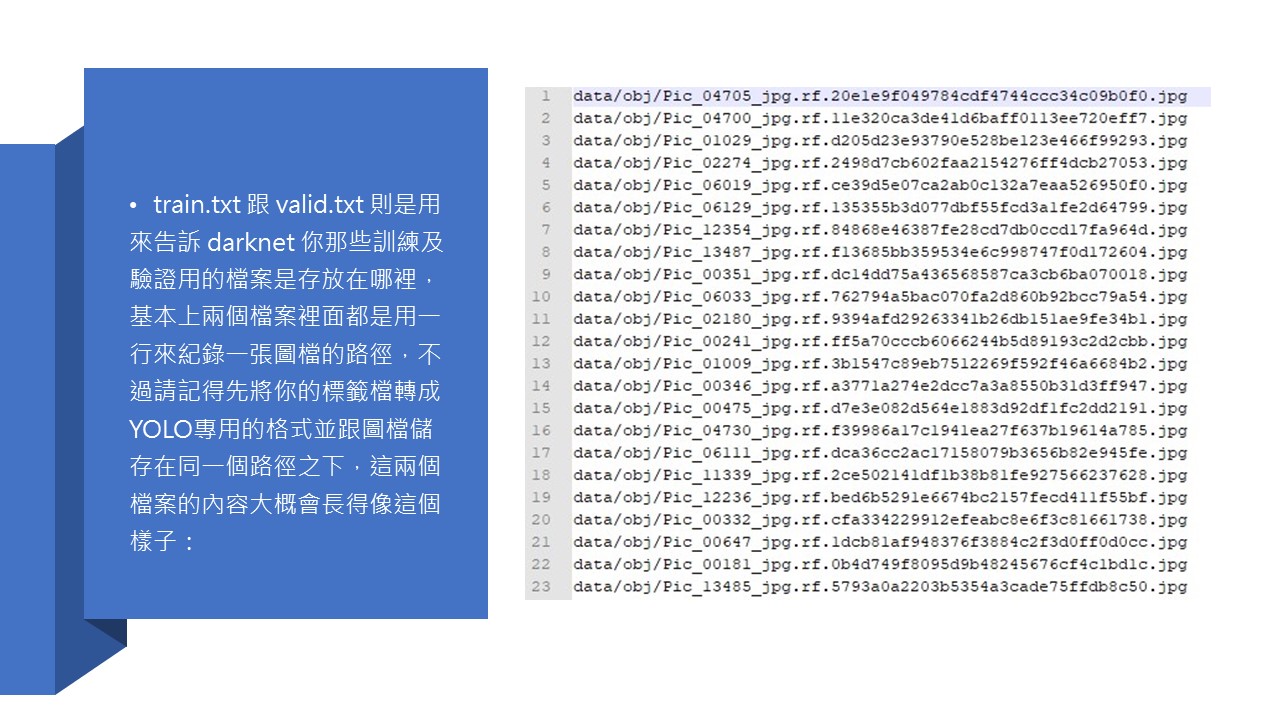 • train.txt 跟 valid.txt 則是用
來告訴 darknet 你那些訓練及
驗證用的檔案是存放在哪裡，
基本上兩個檔案裡面都是用一
行來紀錄一張圖檔的路徑，不
過請記得先將你的標籤檔轉成
YOLO專用的格式並跟圖檔儲
存在同一個路徑之下，這兩個
檔案的內容大概會長得像這個
樣子：
1 data/obj/Pic_04705_jpg.rf.20e1e9f049784cdf4744ccc34c09b0f0.jpg
2 data/obj/Pic_04700_jpg.rf.11e320ca3de41d6baff0113ee720eff7.jpg
3 data/obj/Pic_01029_jpg.rf.d205d23e93790e528be123e466f99293.jpg
4 data/obj/Pic_02274_jpg.rf.2498d7cb602faa2154276ff4dcb27053.jpg
5 data/obj/Pic_06019_jpg.rf.ce39d5e07ca2ab0c132a7eaa526950f0.jpg
6 data/obj/Pic_06129_jpg.rf.135355b3d077dbf55fcd3a1fe2d64799.jpg
7 data/obj/Pic_12354_jpg.rf.84868e46387fe28cd7db0ccd17fa964d.jpg
8 data/obj/Pic_13487_jpg.rf.f13685bb359534e6c998747f0d172604.jpg
9 data/obj/Pic_00351_jpg.rf.dc14dd75a436568587ca3cb6ba070018.jpg
10 data/obj/Pic_06033_jpg.rf.762794a5bac070fa2d860b92bcc79a54.jpg
11 data/obj/Pic_02180_jpg.rf.9394afd29263341b26db151ae9fe34b1.jpg
12 data/obj/Pic_00241_jpg.rf.ff5a70cccb6066244b5d89193c2d2cbb.jpg
13 data/obj/Pic_01009_jpg.rf.3b1547c89eb7512269f592f46a6684b2.jpg
14 data/obj/Pic_00346_jpg.rf.a3771a274e2dcc7a3a8550b31d3ff947.jpg
15 data/obj/Pic_00475_jpg.rf.d7e3e082d564e1883d92df1fc2dd2191.jpg
16 data/obj/Pic_04730_jpg.rf.f39986a17c1941ea27f637b19614a785.jpg
17 data/obj/Pic_06111_jpg.rf.dca36cc2ac17158079b3656b82e945fe.jpg
18 data/obj/Pic_11339_jpg.rf.2ce502141df1b38b81fe927566237628.jpg
19 data/obj/Pic_12236_jpg.rf.bed6b5291e6674bc2157fecd411f55bf.jpg
20 data/obj/Pic_00332_jpg.rf.cfa334229912efeabc8e6f3c81661738.jpg
21 data/obj/Pic_00647_jpg.rf.1dcb81af948376f3884c2f3d0ff0d0cc.jpg
22 data/obj/Pic_00181_jpg.rf.0b4d749f8095d9b48245676cf4c1bd1c.jpg
23 data/obj/Pic_13485_jpg.rf.5793a0a2203b5354a3cade75ffdb8c50.jpg